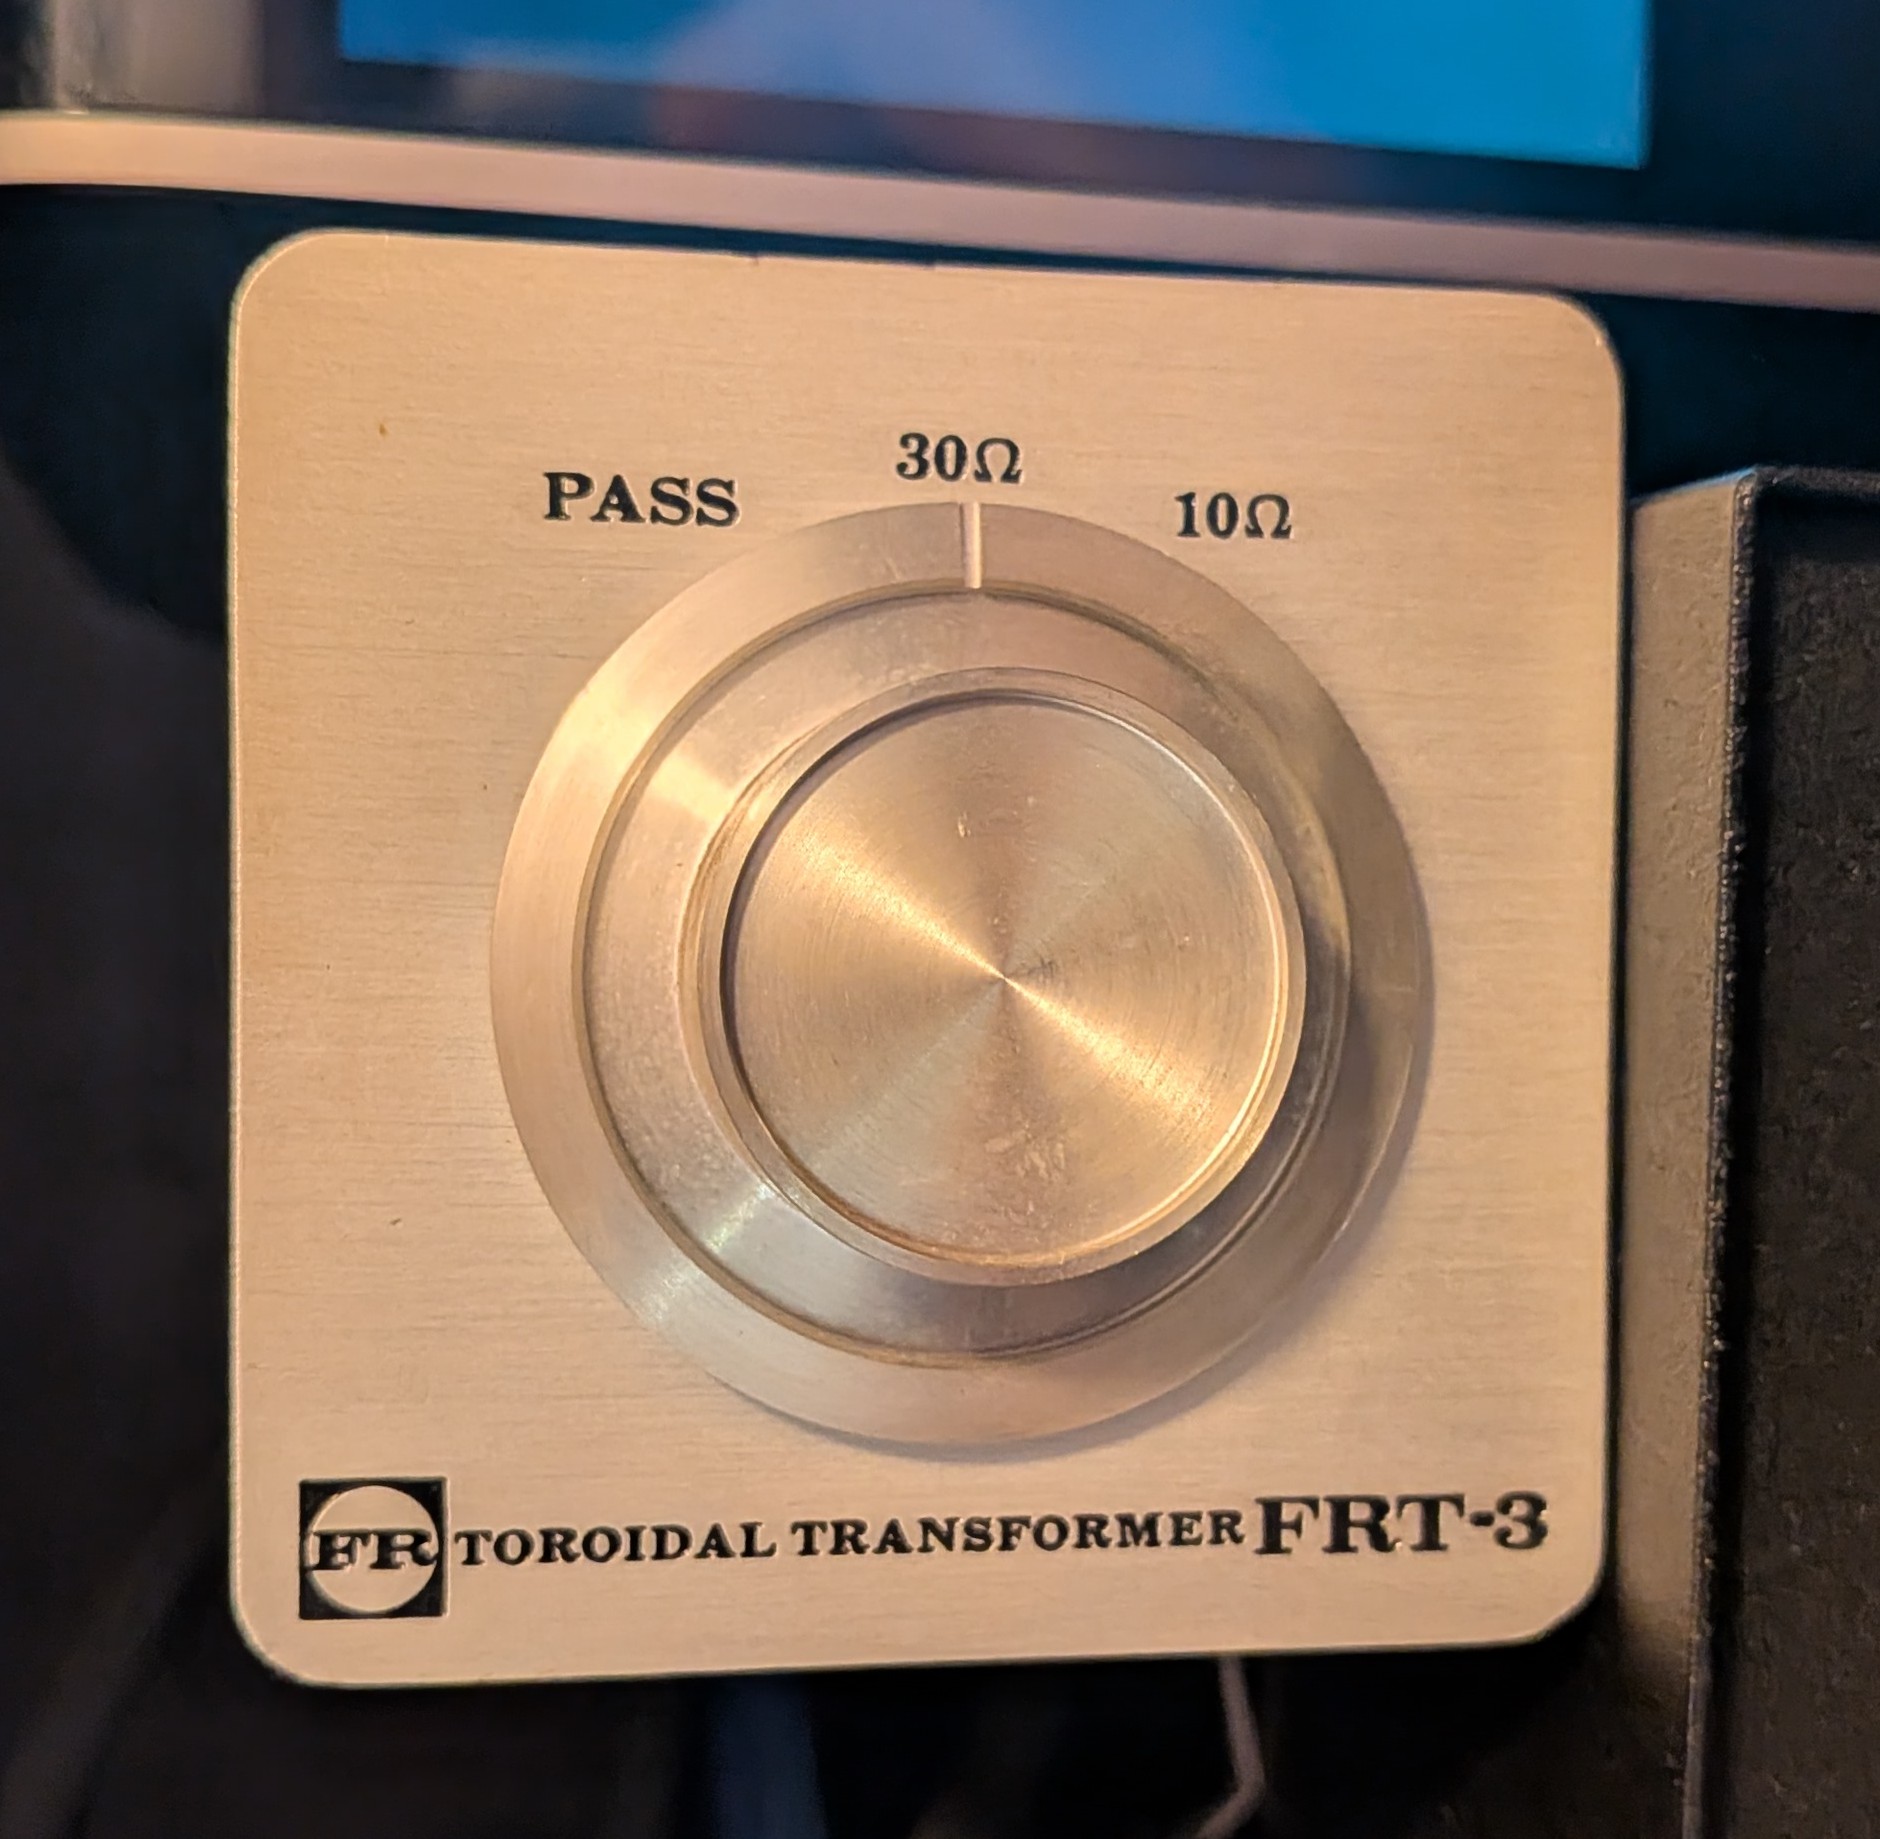 PASS 30Ω 10Ω
FR TOROIDAL TRANSFORMER FRT-3